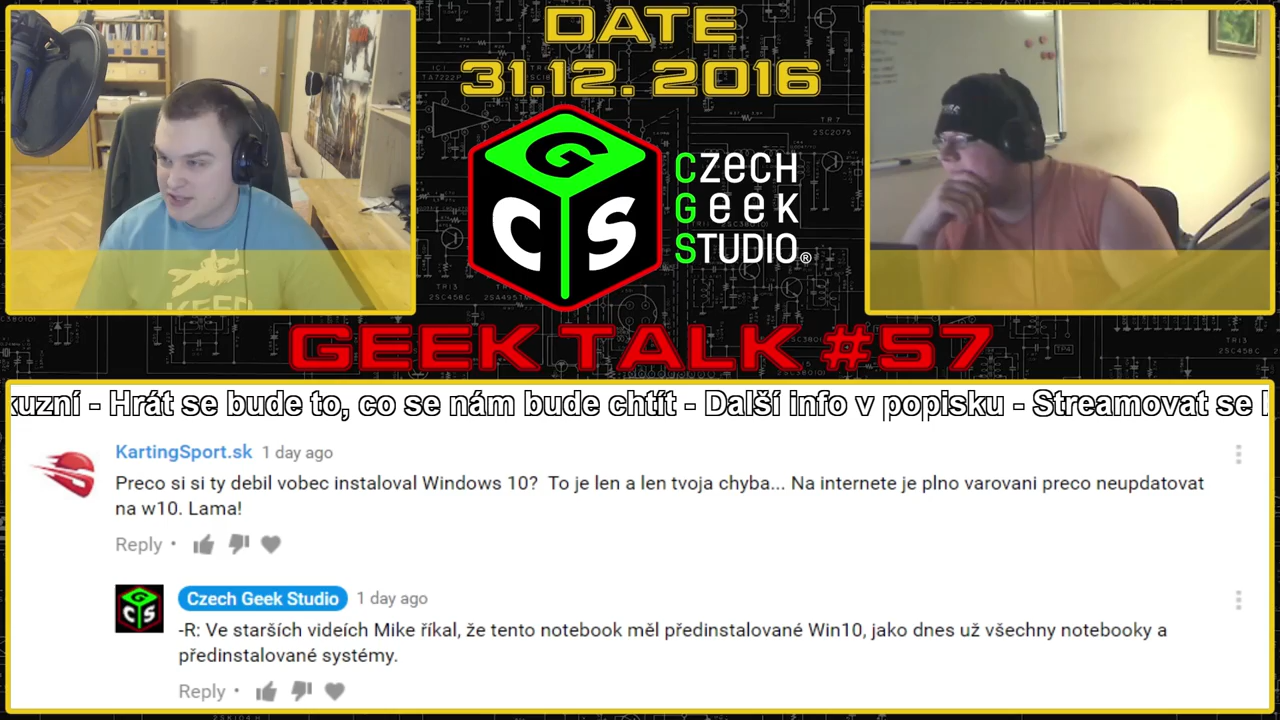 DATE
31.12. 2016
G
C S
CZECH
GEEK
STUDIO®
KEEP
GEEK TALK #57
kuzní - Hrát se bude to, co se nám bude chtít - Další info v popisku - Streamovat se
KartingSport.sk 1 day ago
Preco si si ty debil vobec instaloval Windows 10? To je len a len tvoja chyba... Na internete je plno varovani preco neupdatovat
na w10. Lama!
Reply •
Czech Geek Studio 1 day ago
-R: Ve starších videích Mike říkal, že tento notebook měl předinstalované Win10, jako dnes už všechny notebooky a
předinstalované systémy.
Reply •